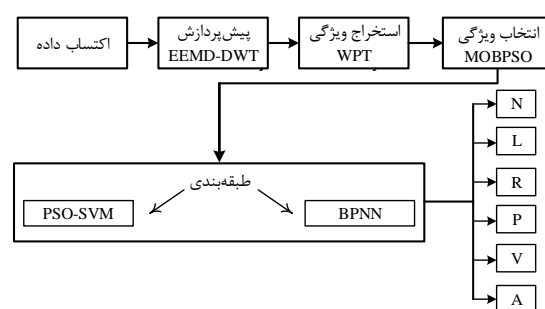 اکتساب داده
پیش‌پردازش
EEMD-DWT
استخراج ویژگی
WPT
انتخاب ویژگی
MOBPSO
طبقه‌بندی
PSO-SVM
BPNN
N
L
R
P
V
A